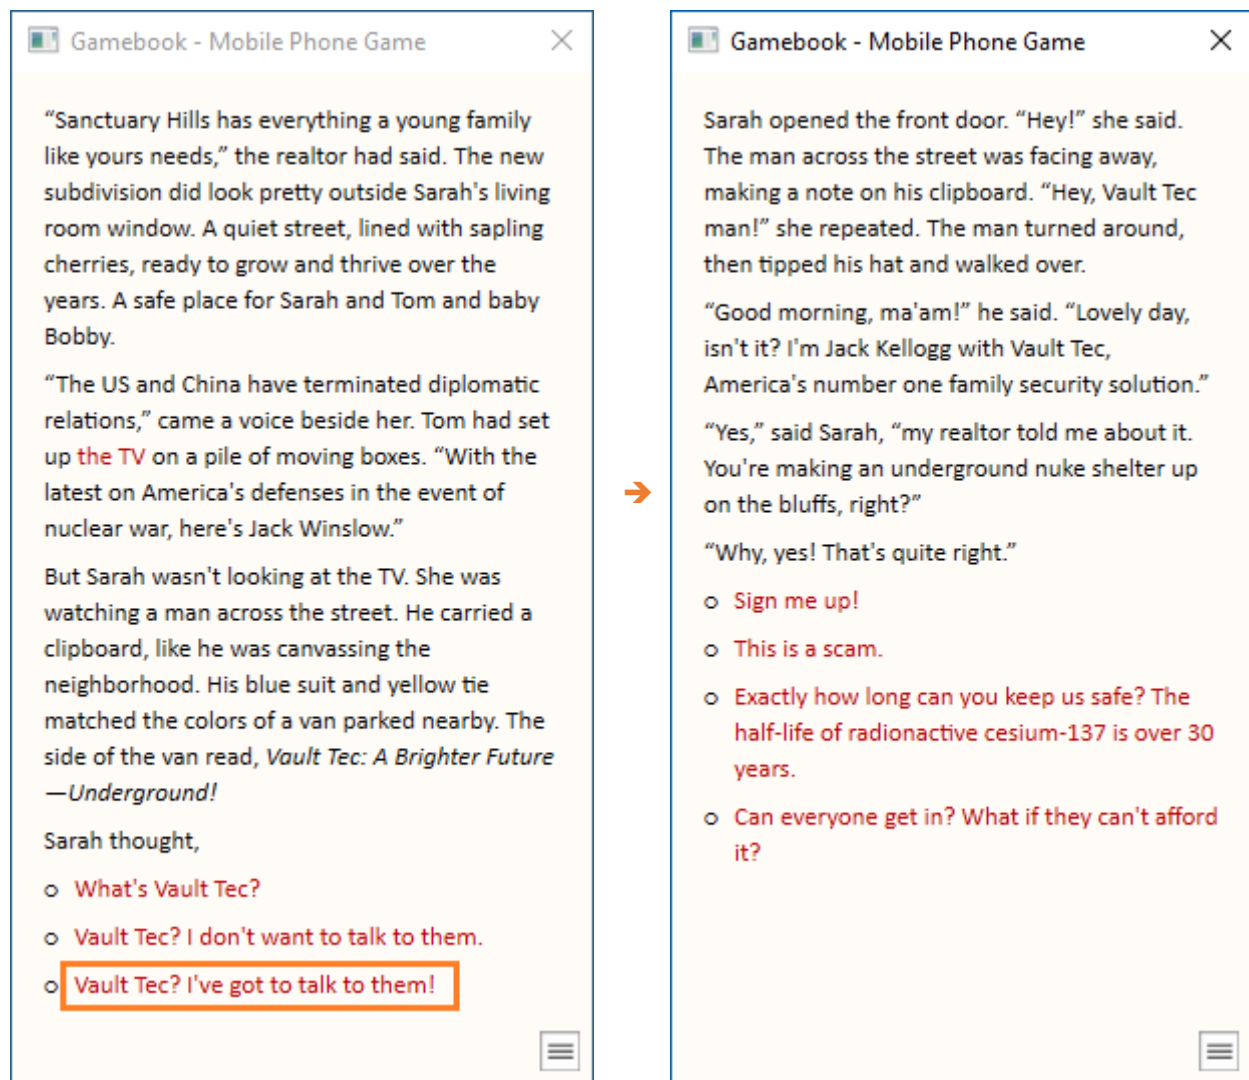 Gamebook - Mobile Phone Game
“Sanctuary Hills has everything a young family
like yours needs,” the realtor had said. The new
subdivision did look pretty outside Sarah's living
room window. A quiet street, lined with sapling
cherries, ready to grow and thrive over the
years. A safe place for Sarah and Tom and baby
Bobby.
“The US and China have terminated diplomatic
relations,” came a voice beside her. Tom had set
up the TV on a pile of moving boxes. “With the
latest on America's defenses in the event of
nuclear war, here's Jack Winslow.”
But Sarah wasn't looking at the TV. She was
watching a man across the street. He carried a
clipboard, like he was canvassing the
neighborhood. His blue suit and yellow tie
matched the colors of a van parked nearby. The
side of the van read, Vault Tec: A Brighter Future
—Underground!
Sarah thought,
What's Vault Tec?
Vault Tec? I don't want to talk to them.
Vault Tec? I've got to talk to them!
Gamebook - Mobile Phone Game
Sarah opened the front door. “Hey!” she said.
The man across the street was facing away,
making a note on his clipboard. “Hey, Vault Tec
man!” she repeated. The man turned around,
then tipped his hat and walked over.
“Good morning, ma'am!” he said. “Lovely day,
isn't it? I'm Jack Kellogg with Vault Tec,
America's number one family security solution.”
“Yes,” said Sarah, “my realtor told me about it.
You're making an underground nuke shelter up
on the bluffs, right?”
“Why, yes! That's quite right.”
Sign me up!
This is a scam.
Exactly how long can you keep us safe? The
half-life of radionactive cesium-137 is over 30
years.
Can everyone get in? What if they can't afford
it?